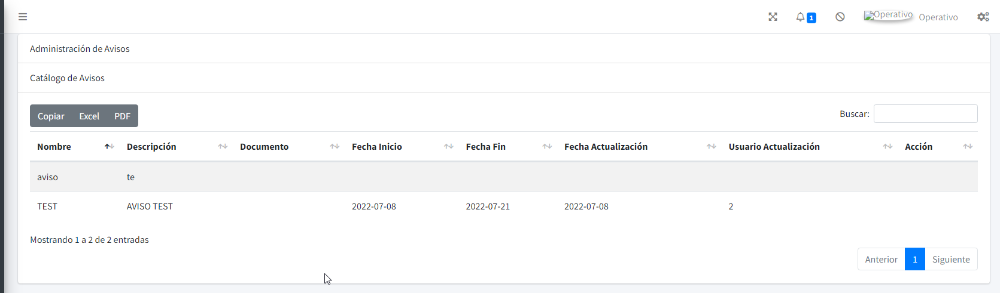 1 Operativo Operativo
Administración de Avisos
Catálogo de Avisos
Copiar Excel PDF Buscar:
Nombre Descripción Documento Fecha Inicio Fecha Fin Fecha Actualización Usuario Actualización Acción
aviso te
TEST AVISO TEST 2022-07-08 2022-07-21 2022-07-08 2
Mostrando 1 a 2 de 2 entradas
Anterior 1 Siguiente